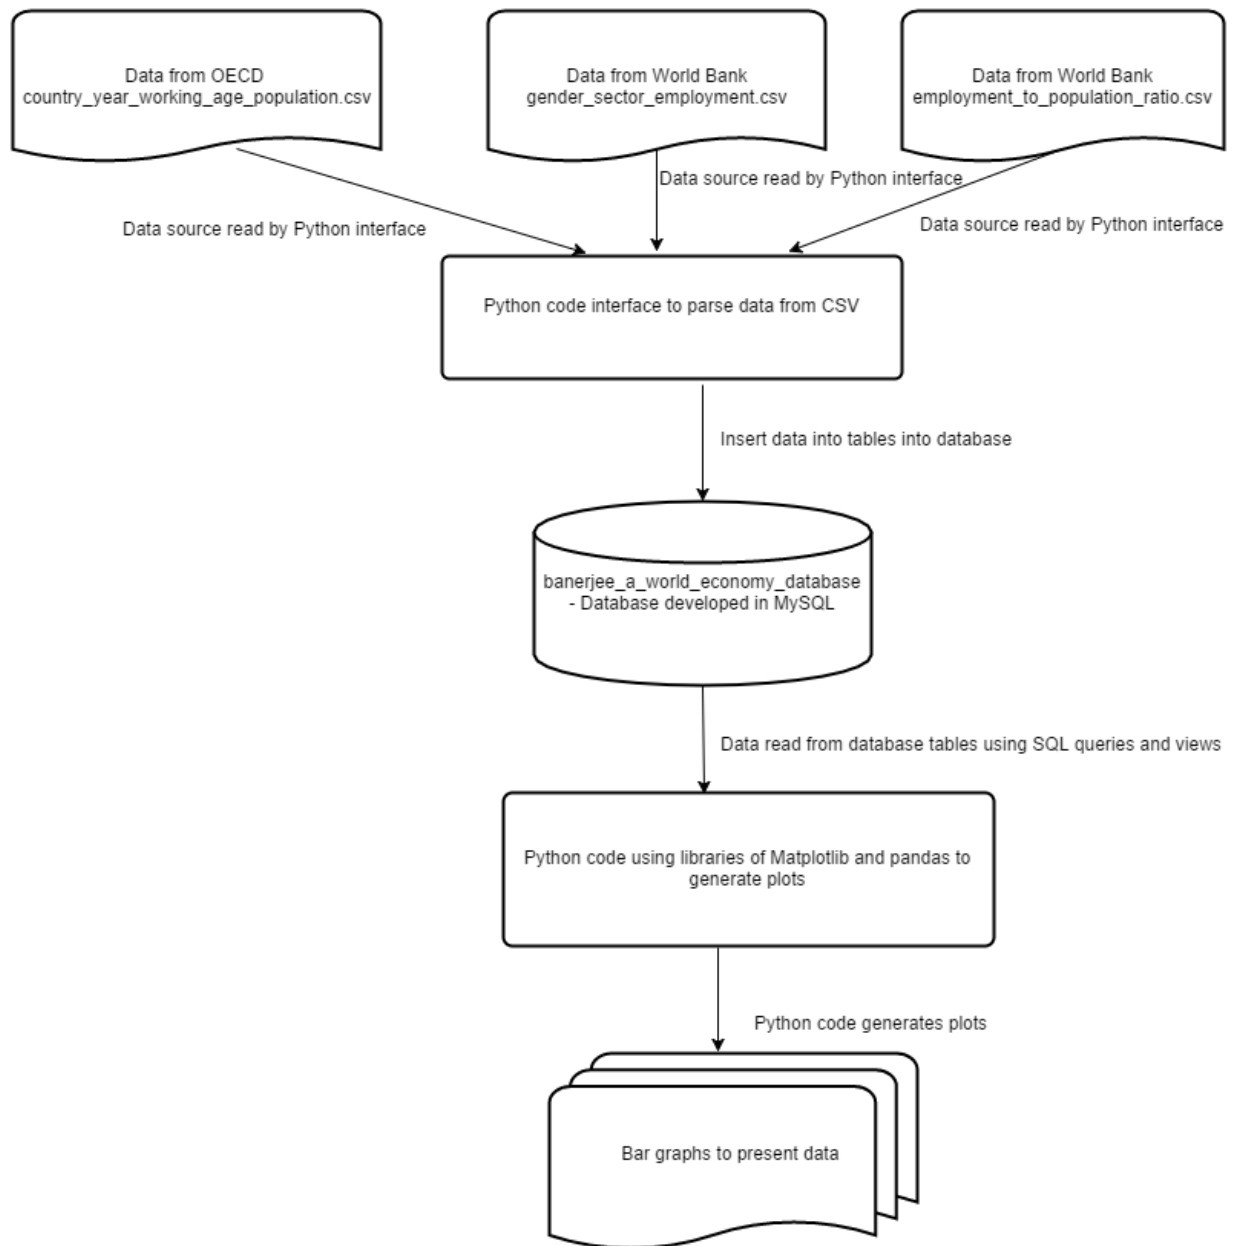 Data from OECD
country_year_working_age_population.csv
Data from World Bank
gender_sector_employment.csv
Data from World Bank
employment_to_population_ratio.csv
Data source read by Python interface
Data source read by Python interface
Data source read by Python interface
Python code interface to parse data from CSV
Insert data into tables into database
banerjee_a_world_economy_database
- Database developed in MySQL
Data read from database tables using SQL queries and views
Python code using libraries of Matplotlib and pandas to
generate plots
Python code generates plots
Bar graphs to present data